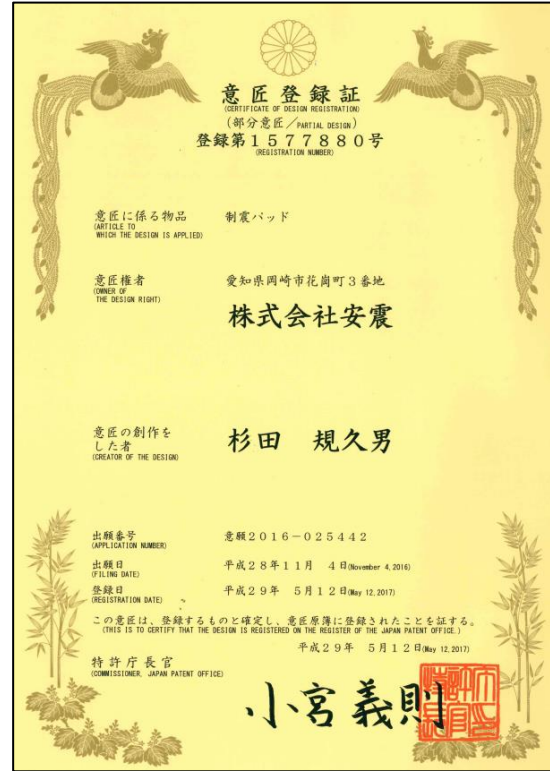 意匠登録証
(CERTIFICATE OF DESIGN REGISTRATION)
(部分意匠／PARTIAL DESIGN)
登録第1577880号
(REGISTRATION NUMBER)
意匠に係る物品 制震パッド
(ARTICLE TO
WHICH THE DESIGN IS APPLIED)
意匠権者 愛知県岡崎市花崗町3番地
(OWNER OF
THE DESIGN RIGHT)
株式会社安震
意匠の創作を
した者 杉田 規久男
(CREATOR OF THE DESIGN)
出願番号 意願2016-025442
(APPLICATION NUMBER)
出願日 平成28年11月 4日(November 4,2016)
(FILING DATE)
登録日 平成29年 5月12日(May 12,2017)
(REGISTRATION DATE)
この意匠は、登録するものと確定し、意匠原簿に登録されたことを証する。
(THIS IS TO CERTIFY THAT THE DESIGN IS REGISTERED ON THE REGISTER OF THE JAPAN PATENT OFFICE.)
平成29年 5月12日(May 12,2017)
特許庁長官
(COMMISSIONER, JAPAN PATENT OFFICE)
小宮義則